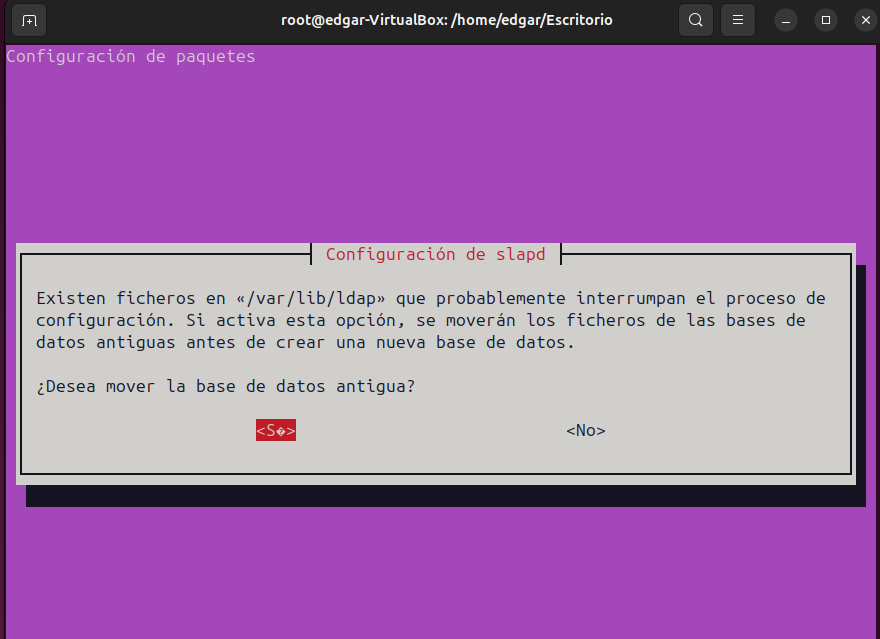 root@edgar-VirtualBox: /home/edgar/Escritorio
Configuración de paquetes
Configuración de slapd
Existen ficheros en «/var/lib/ldap» que probablemente interrumpan el proceso de
configuración. Si activa esta opción, se moverán los ficheros de las bases de
datos antiguas antes de crear una nueva base de datos.
¿Desea mover la base de datos antigua?
<S�> <No>